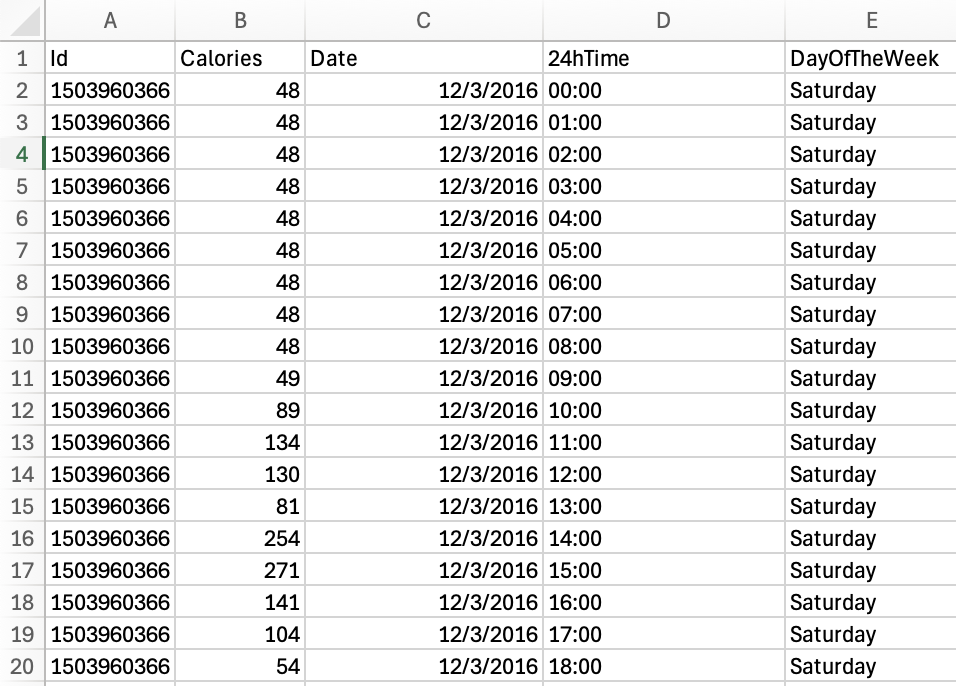 A B C D E
1 Id Calories Date 24hTime DayOfTheWeek
2 1503960366 48 12/3/2016 00:00 Saturday
3 1503960366 48 12/3/2016 01:00 Saturday
4 1503960366 48 12/3/2016 02:00 Saturday
5 1503960366 48 12/3/2016 03:00 Saturday
6 1503960366 48 12/3/2016 04:00 Saturday
7 1503960366 48 12/3/2016 05:00 Saturday
8 1503960366 48 12/3/2016 06:00 Saturday
9 1503960366 48 12/3/2016 07:00 Saturday
10 1503960366 48 12/3/2016 08:00 Saturday
11 1503960366 49 12/3/2016 09:00 Saturday
12 1503960366 89 12/3/2016 10:00 Saturday
13 1503960366 134 12/3/2016 11:00 Saturday
14 1503960366 130 12/3/2016 12:00 Saturday
15 1503960366 81 12/3/2016 13:00 Saturday
16 1503960366 254 12/3/2016 14:00 Saturday
17 1503960366 271 12/3/2016 15:00 Saturday
18 1503960366 141 12/3/2016 16:00 Saturday
19 1503960366 104 12/3/2016 17:00 Saturday
20 1503960366 54 12/3/2016 18:00 Saturday